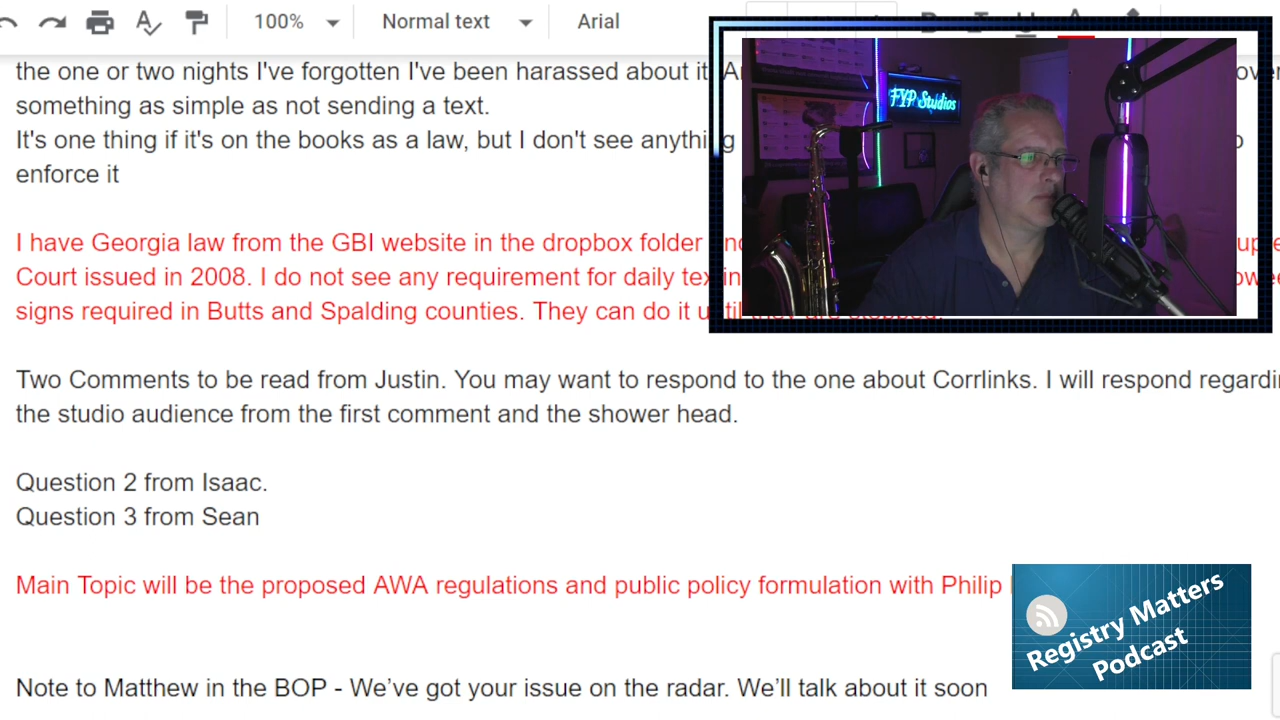 100% Normal text Arial
the one or two nights I've forgotten I've been harassed about it
something as simple as not sending a text.
It's one thing if it's on the books as a law, but I don't see anything
enforce it
I have Georgia law from the GBI website in the dropbox folder
Court issued in 2008. I do not see any requirement for daily
signs required in Butts and Spalding counties. They can do it until they are stopped.
Two Comments to be read from Justin. You may want to respond to the one about Corrlinks. I will respond
the studio audience from the first comment and the shower head.
Question 2 from Isaac.
Question 3 from Sean
Main Topic will be the proposed AWA regulations and public policy formulation with Philip
Note to Matthew in the BOP - We've got your issue on the radar. We'll talk about it soon
FYP Studios
Registry Matters
Podcast